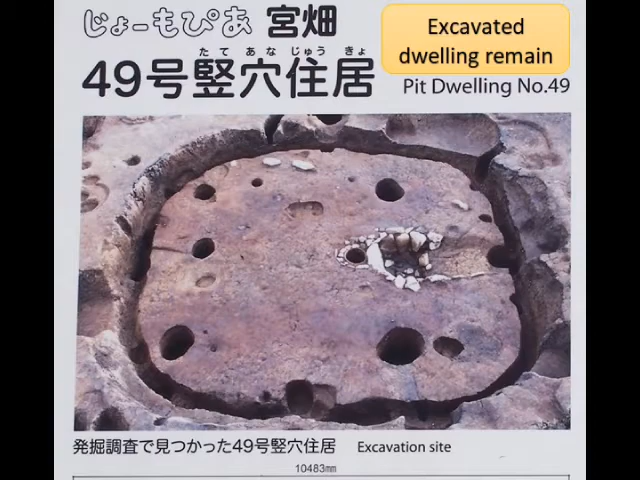 じょーもぴあ 宮畑
Excavated
dwelling remain
たて あな じゅう きょ
49号竪穴住居
Pit Dwelling No.49
発掘調査で見つかった49号竪穴住居 Excavation site
10483mm